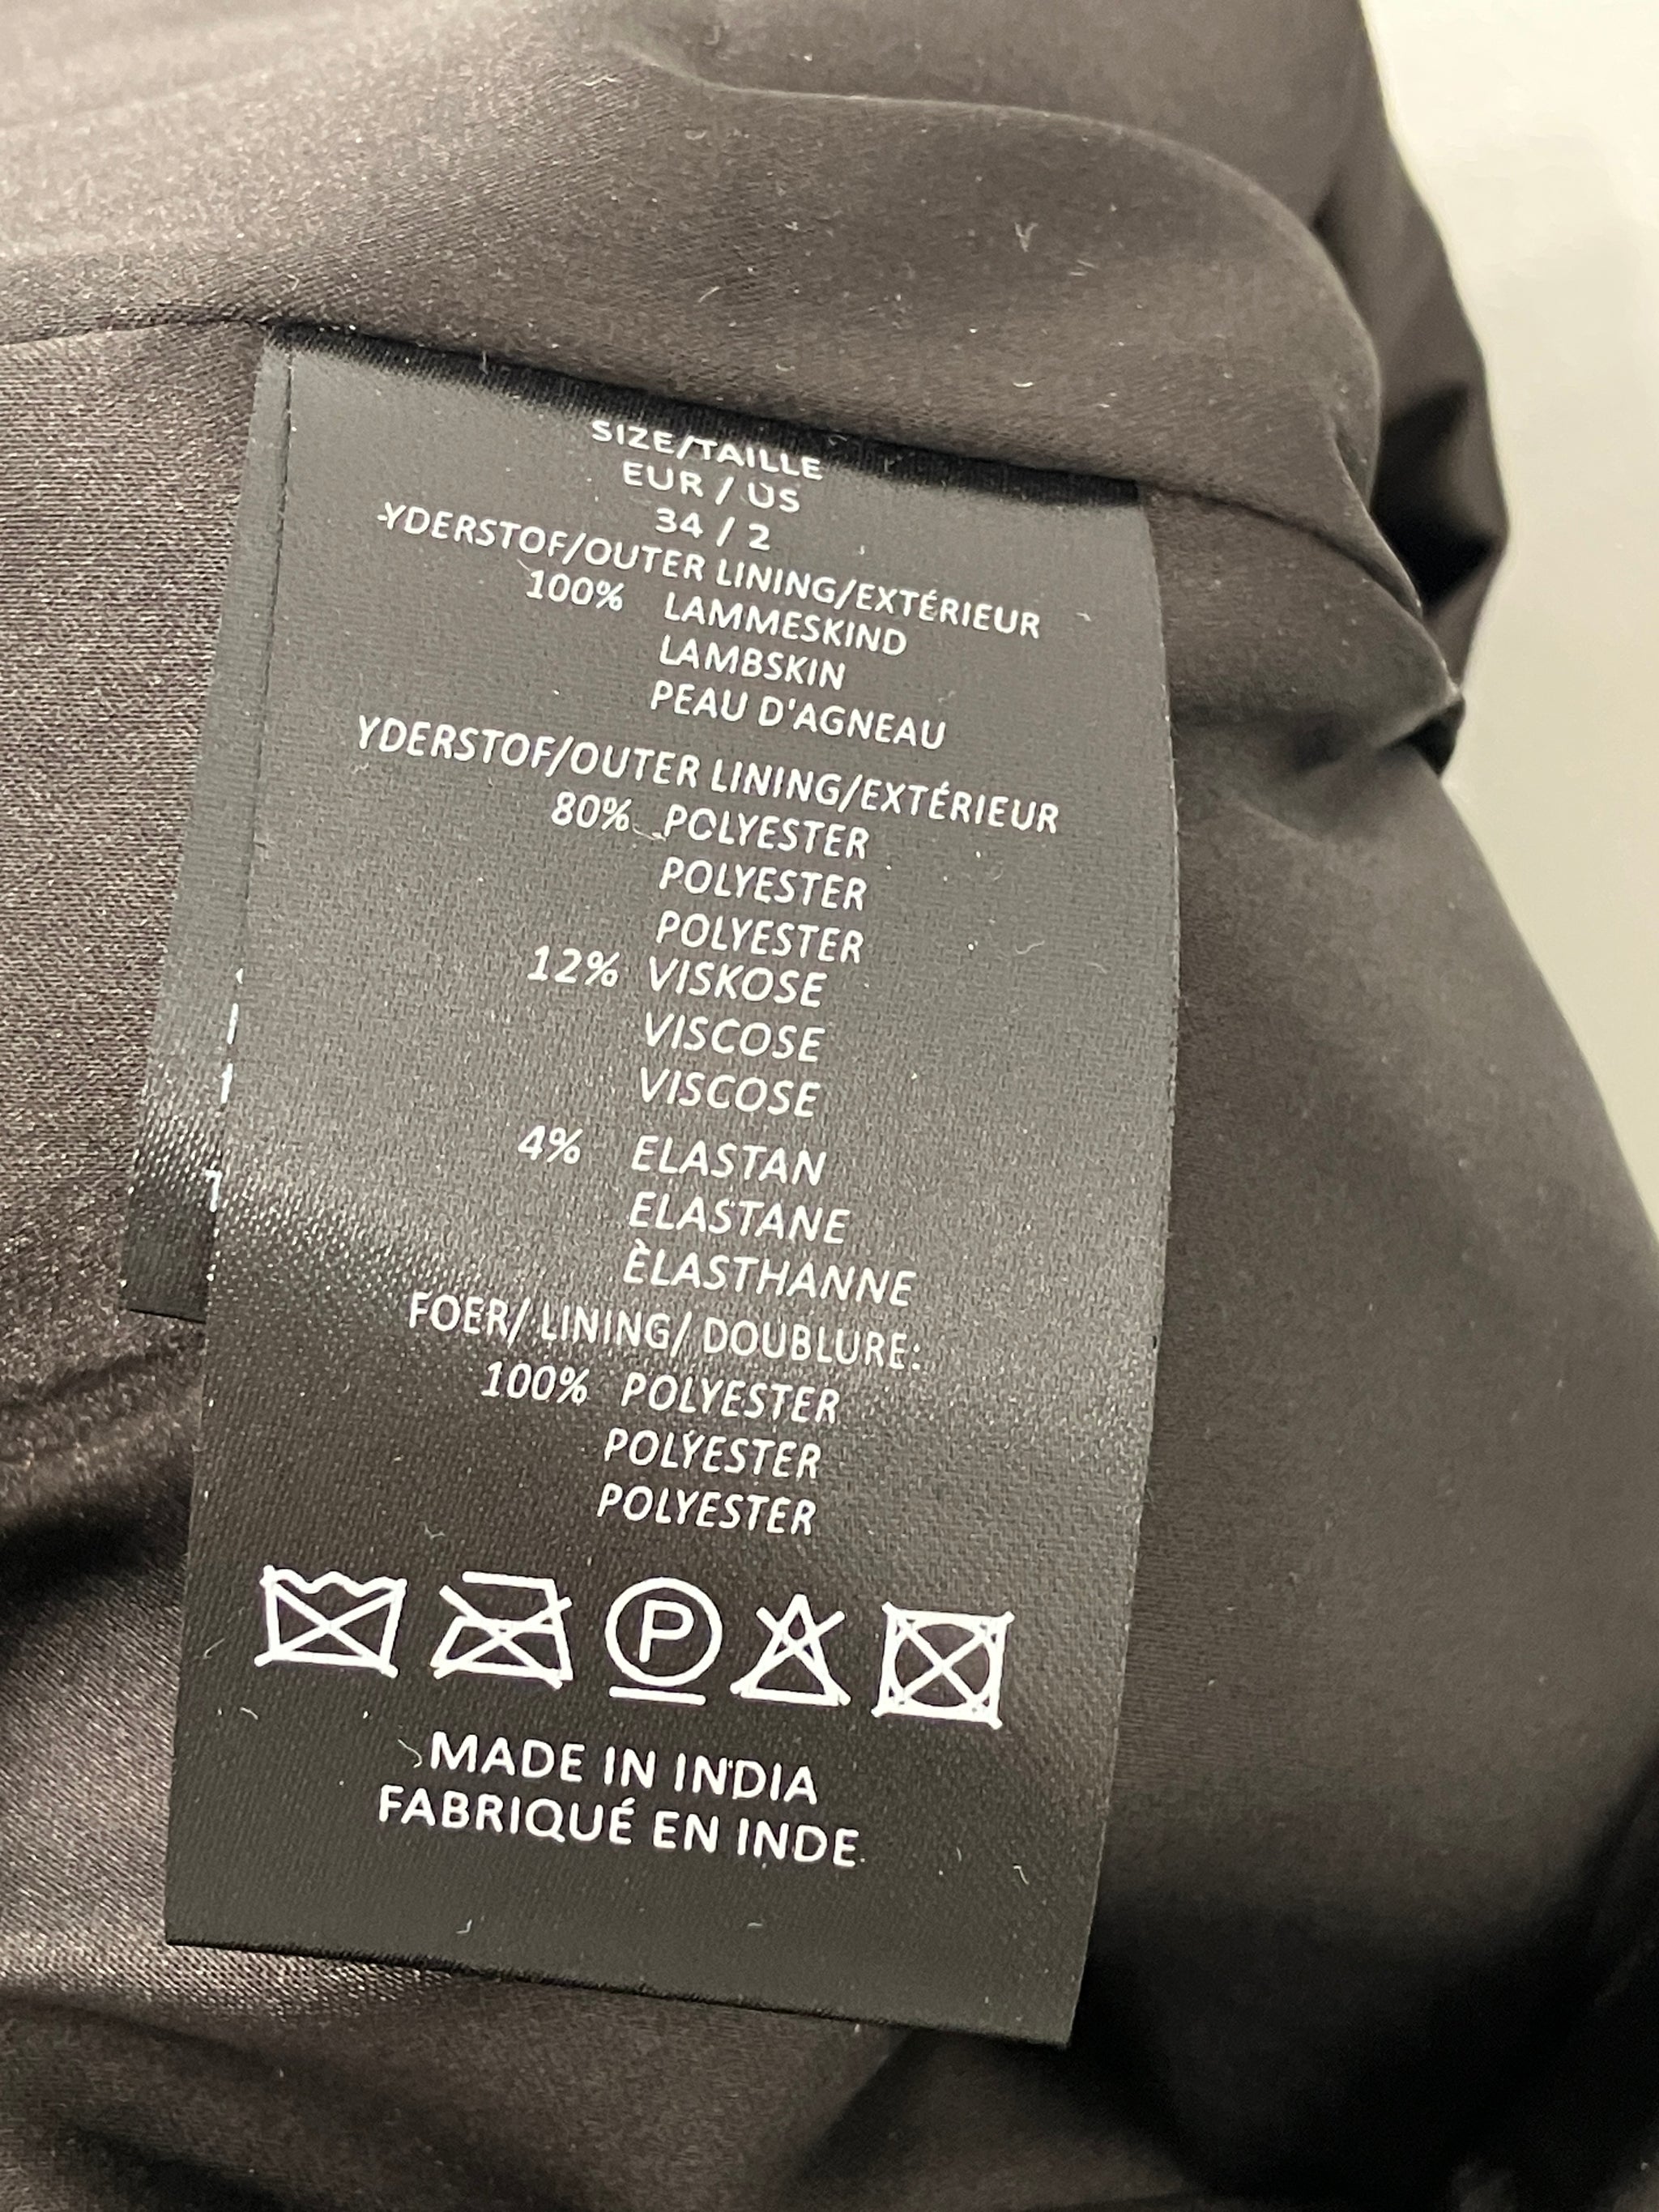 SIZE/TAILLE
EUR / US
34 / 2
YDERSTOF/OUTER LINING/EXTÉRIEUR
100% LAMMESKIND
LAMBSKIN
PEAU D'AGNEAU
YDERSTOF/OUTER LINING/EXTÉRIEUR
80% POLYESTER
POLYESTER
POLYESTER
12% VISKOSE
VISCOSE
VISCOSE
4% ELASTAN
ELASTANE
ÈLASTHANNE
FOER/ LINING/ DOUBLURE:
100% POLYESTER
POLYESTER
POLYESTER
P
MADE IN INDIA
FABRIQUÉ EN INDE